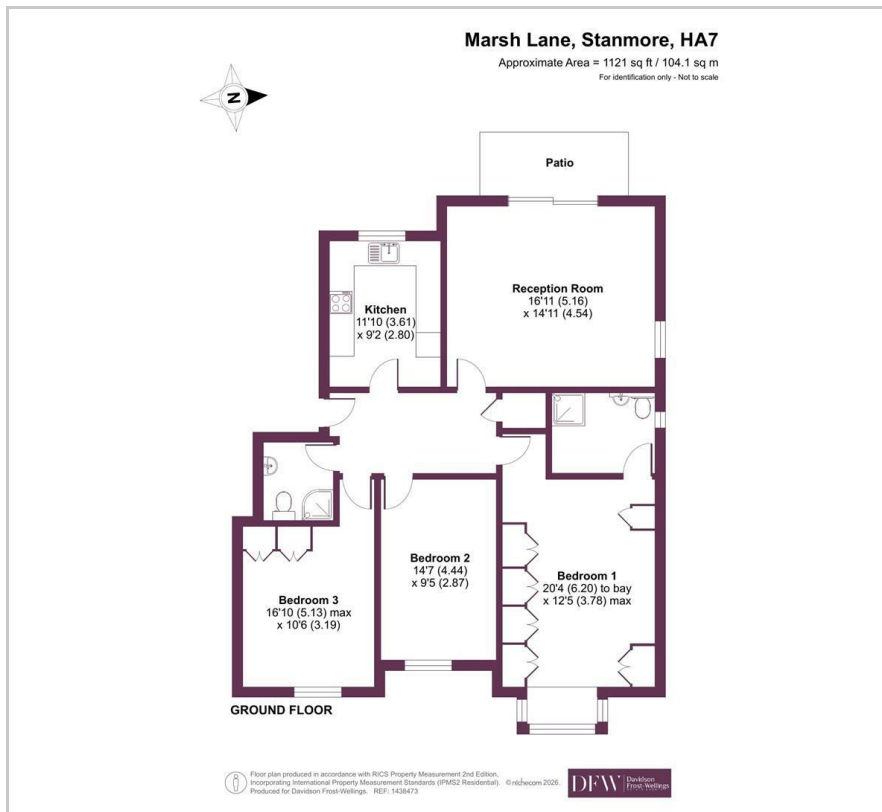 Marsh Lane, Stanmore, HA7
Approximate Area = 1121 sq ft / 104.1 sq m
For identification only - Not to scale
N
Patio
Reception Room
16'11 (5.16)
x 14'11 (4.54)
Kitchen
11'10 (3.61)
x 9'2 (2.80)
Bedroom 2
14'7 (4.44)
x 9'5 (2.87)
Bedroom 1
20'4 (6.20) to bay
x 12'5 (3.78) max
Bedroom 3
16'10 (5.13) max
x 10'6 (3.19)
GROUND FLOOR
Floor plan produced in accordance with RICS Property Measurement 2nd Edition,
Incorporating International Property Measurement Standards (IPMS2 Residential). © nichecom 2026.
Produced for Davidson Frost-Wellings. REF: 1438473
DFW Davidson
Frost-Wellings